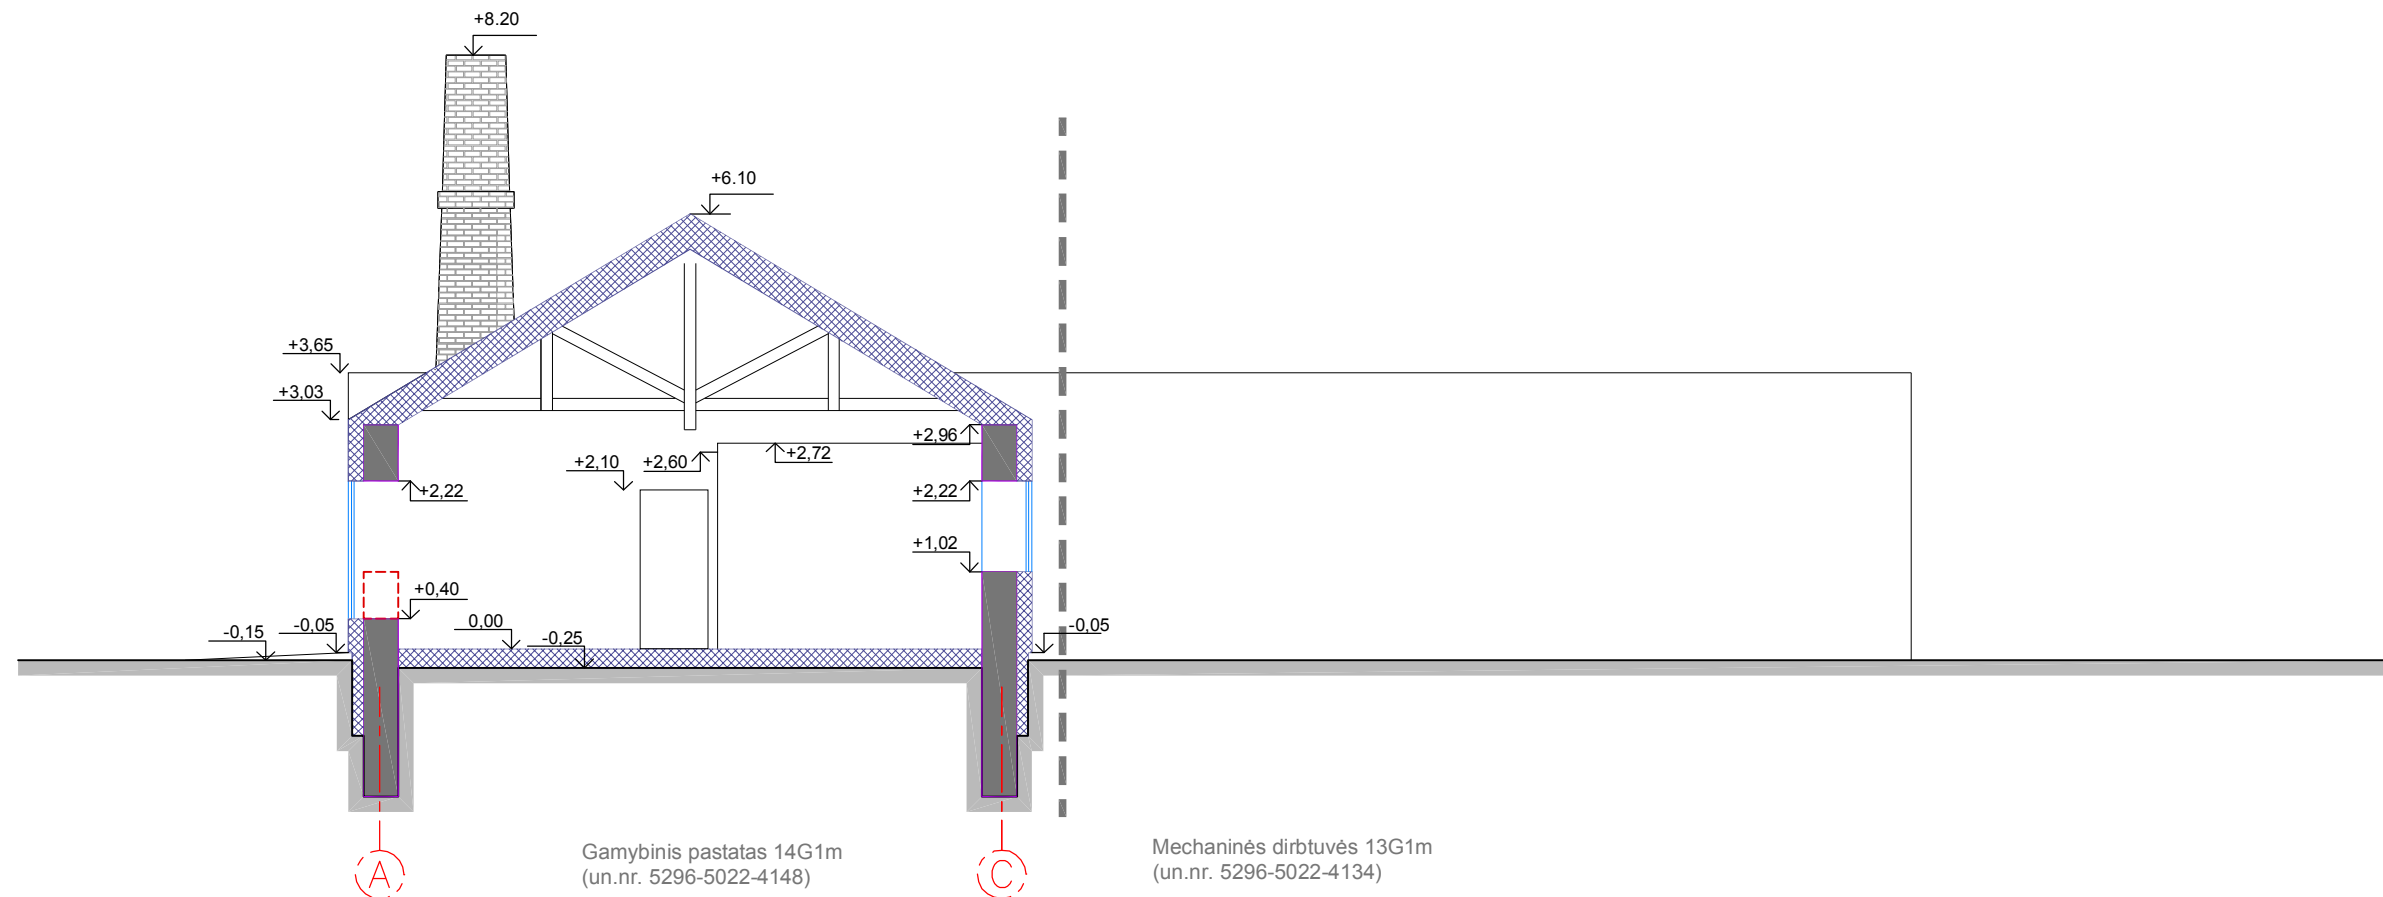 +8.20
+6.10
+3,65
+3,03
+2,96
+2,72
+2,60
+2,10
+2,22
+2,22
+1,02
+0,40
0,00
-0,05
-0,15
-0,25
-0,05
Gamybinis pastatas 14G1m
(un.nr. 5296-5022-4148)
Mechaninės dirbtuvės 13G1m
(un.nr. 5296-5022-4134)
A
C